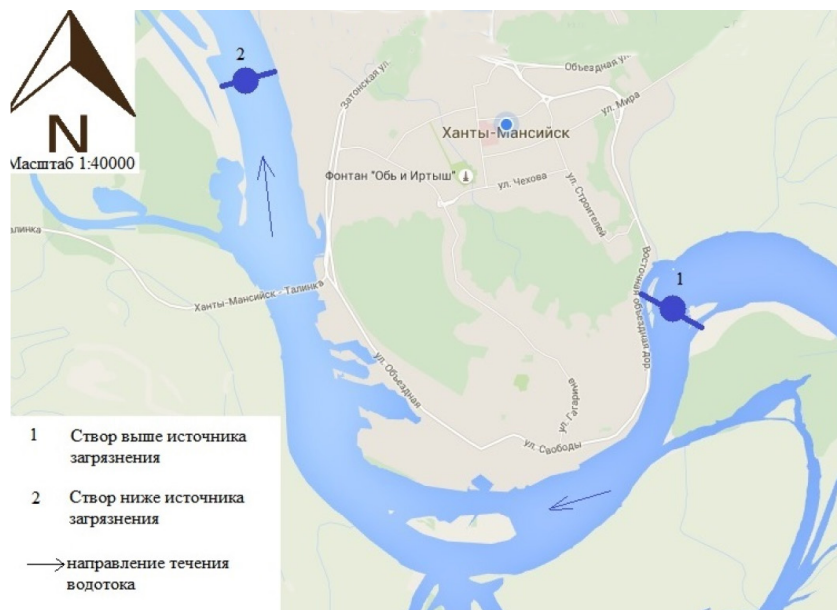 2
N
Масштаб 1:40000
Затонская ул.
Объездная ул.
ул. Мира
Ханты-Мансийск
Фонтан "Обь и Иртыш"
ул. Чехова
ул. Строителей
алинка
Ханты-Мансийск - Талинка
Восточная объездная дор.
1
ул. Объездная
ул. Гагарина
ул. Свободы
1 Створ выше источника
загрязнения
2 Створ ниже источника
загрязнения
направление течения
водотока